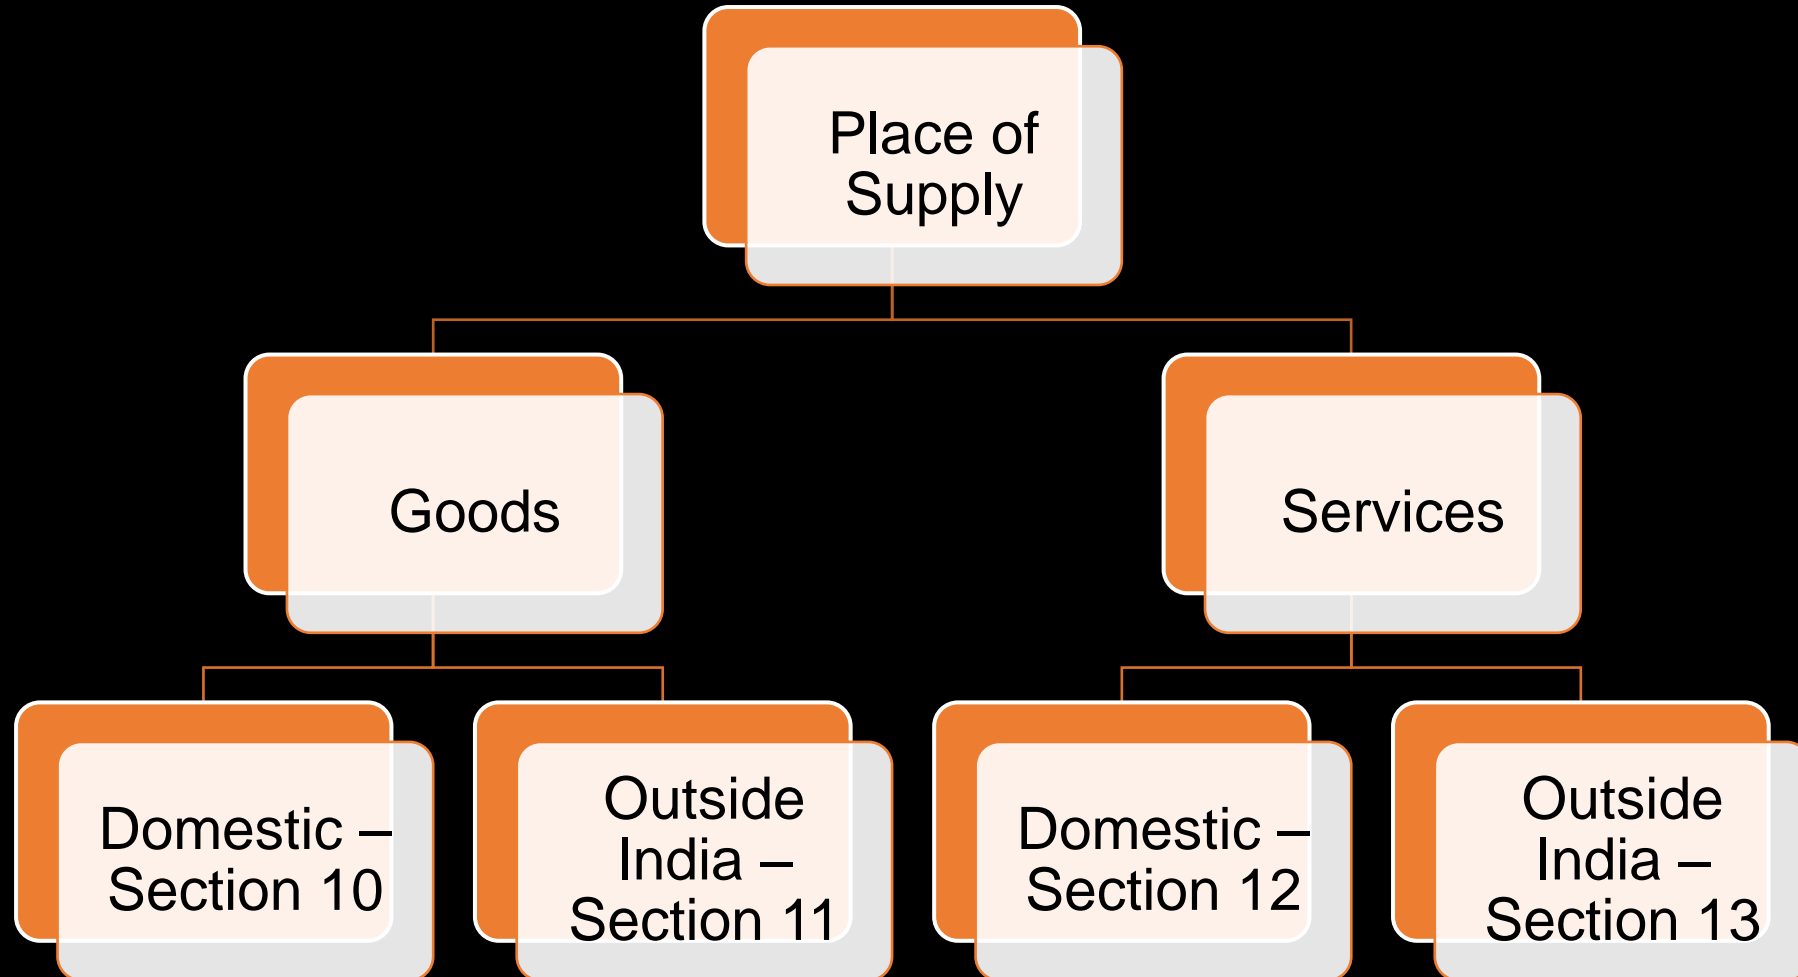 Place of
Supply
Goods
Services
Domestic –
Section 10
Outside
India –
Section 11
Domestic –
Section 12
Outside
India –
Section 13